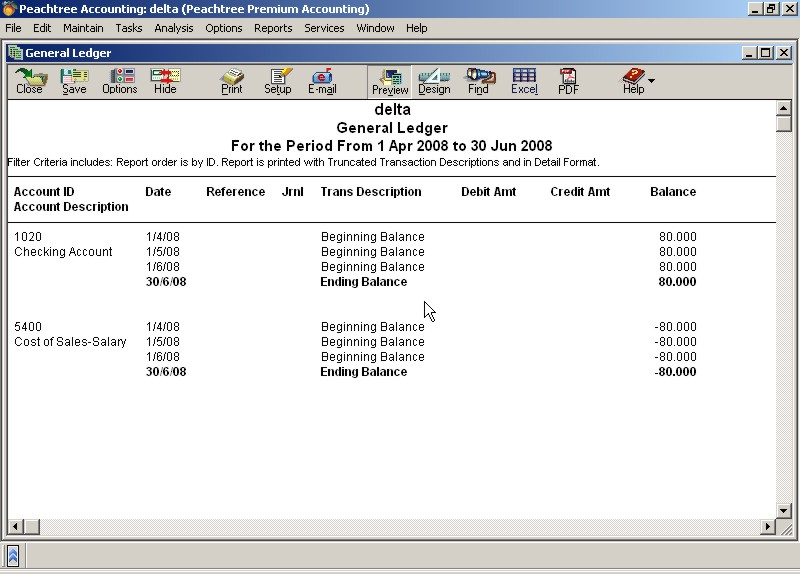 Peachtree Accounting: delta (Peachtree Premium Accounting)
File Edit Maintain Tasks Analysis Options Reports Services Window Help
General Ledger
Close Save Options Hide Print Setup E-mail Preview Design Find Excel PDF Help
delta
General Ledger
For the Period From 1 Apr 2008 to 30 Jun 2008
Filter Criteria includes: Report order is by ID. Report is printed with Truncated Transaction Descriptions and in Detail Format.
Account ID Date Reference Jrnl Trans Description Debit Amt Credit Amt Balance
Account Description
1020 1/4/08 Beginning Balance 80.000
Checking Account 1/5/08 Beginning Balance 80.000
1/6/08 Beginning Balance 80.000
30/6/08 Ending Balance 80.000
5400 1/4/08 Beginning Balance -80.000
Cost of Sales-Salary 1/5/08 Beginning Balance -80.000
1/6/08 Beginning Balance -80.000
30/6/08 Ending Balance -80.000